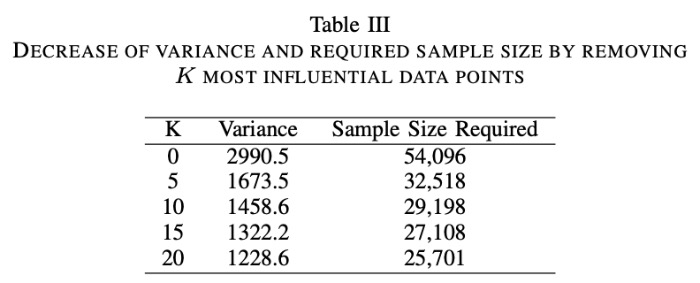 Table III
DECREASE OF VARIANCE AND REQUIRED SAMPLE SIZE BY REMOVING
K MOST INFLUENTIAL DATA POINTS
K Variance Sample Size Required
0 2990.5 54,096
5 1673.5 32,518
10 1458.6 29,198
15 1322.2 27,108
20 1228.6 25,701